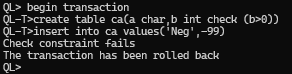 QL> begin transaction
QL-T>create table ca(a char,b int check (b>0))
QL-T>insert into ca values('Neg',-99)
Check constraint fails
The transaction has been rolled back
QL>